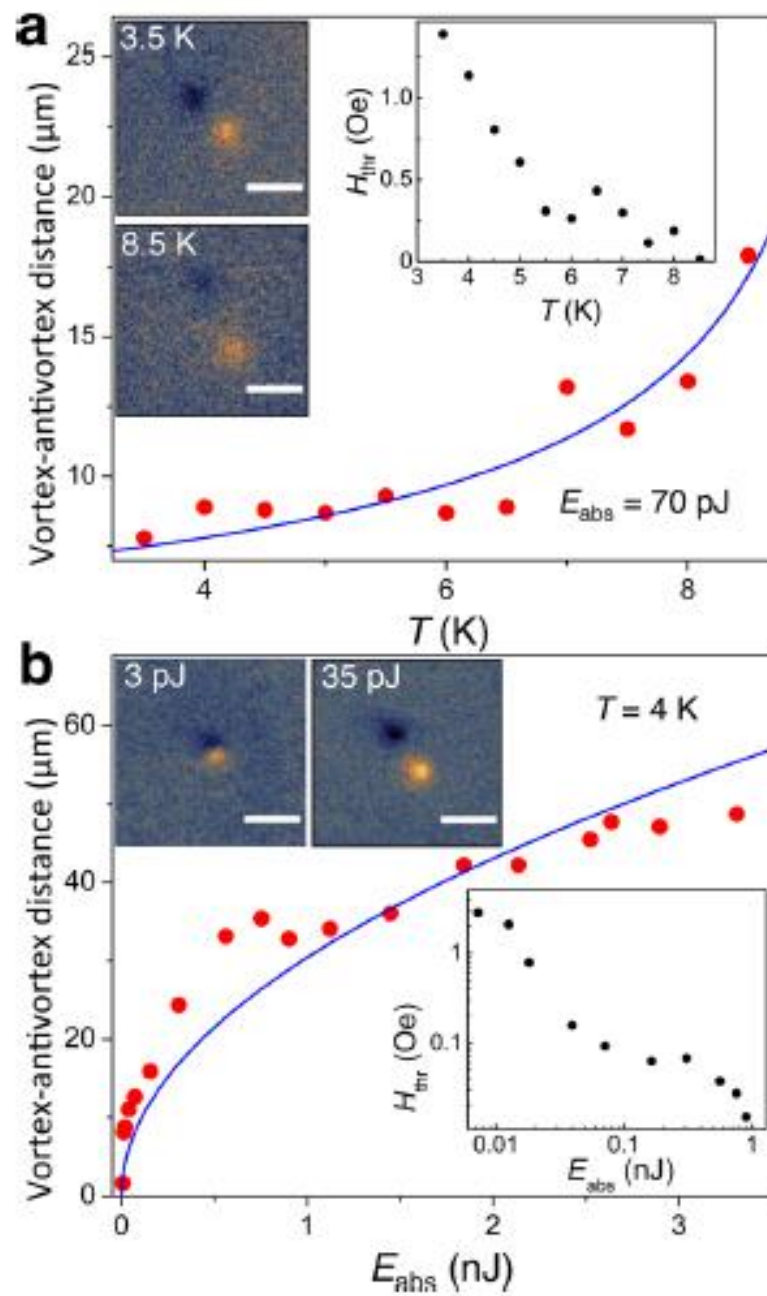 a
3.5 K
8.5 K
Vortex-antivortex distance (µm)
25
20
15
10
H_thr (Oe)
1.0
0.5
0
3 4 5 6 7 8
T (K)
E_abs = 70 pJ
4 6 8
T (K)
b
3 pJ
35 pJ
T = 4 K
Vortex-antivortex distance (µm)
60
40
20
0
H_thr (Oe)
1
0.1
0.01 0.1 1
E_abs (nJ)
0 1 2 3
E_abs (nJ)